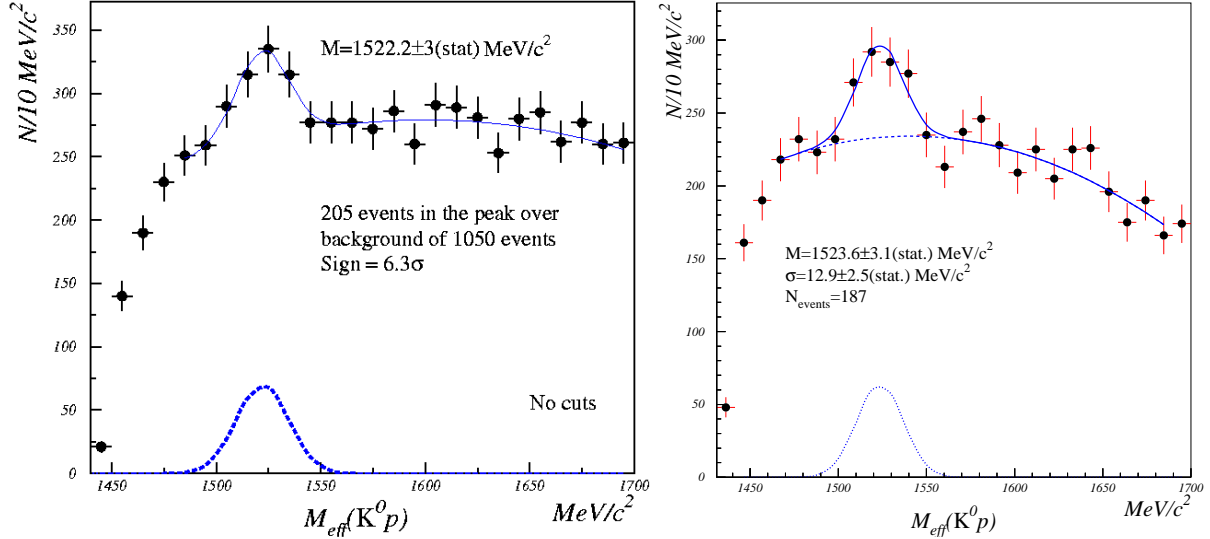 N/10 MeV/c²
350
300
250
200
150
100
50
0
M=1522.2±3(stat) MeV/c²
205 events in the peak over
background of 1050 events
Sign = 6.3σ
No cuts
1450 1500 1550 1600 1650 1700
M_eff(K⁰p) MeV/c²
N/10 MeV/c²
300
250
200
150
100
50
0
M=1523.6±3.1(stat.) MeV/c²
σ=12.9±2.5(stat.) MeV/c²
N_events=187
1450 1500 1550 1600 1650 1700
M_eff(K⁰p) MeV/c²